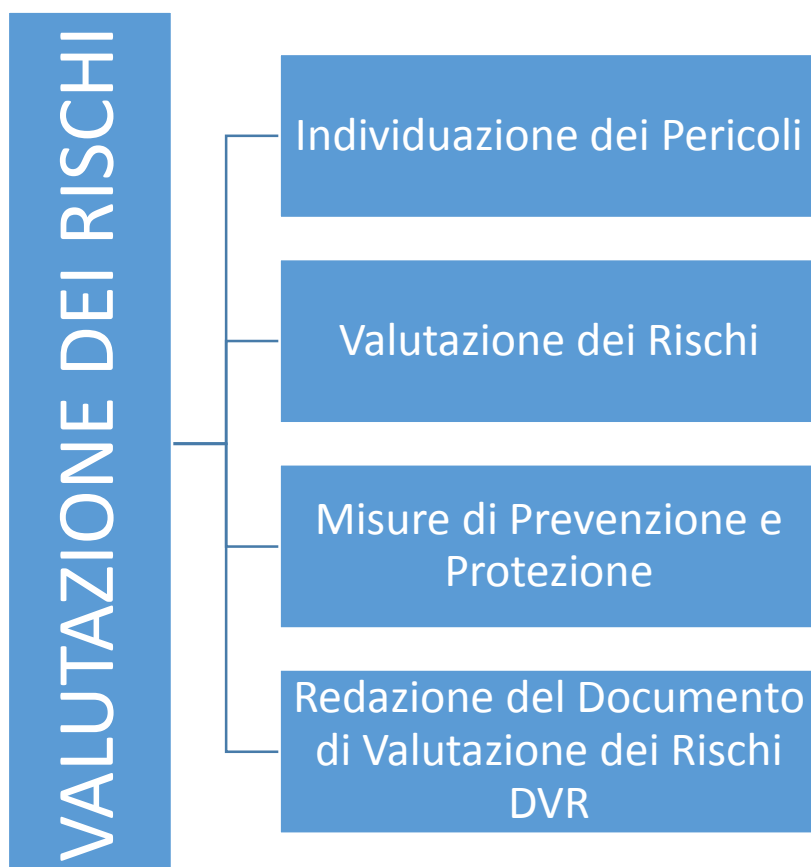 VALUTAZIONE DEI RISCHI
Individuazione dei Pericoli
Valutazione dei Rischi
Misure di Prevenzione e
Protezione
Redazione del Documento
di Valutazione dei Rischi
DVR